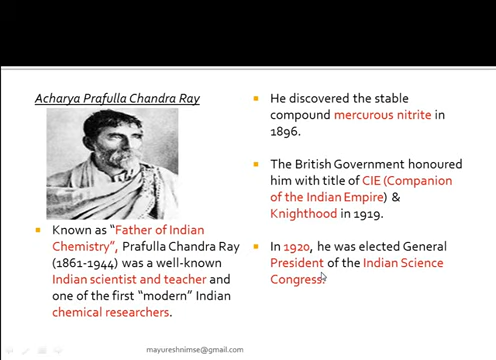 Acharya Prafulla Chandra Ray
Known as “Father of Indian
Chemistry”, Prafulla Chandra Ray
(1861-1944) was a well-known
Indian scientist and teacher and
one of the first “modern” Indian
chemical researchers.
He discovered the stable
compound mercurous nitrite in
1896.
The British Government honoured
him with title of CIE (Companion
of the Indian Empire) &
Knighthood in 1919.
In 1920, he was elected General
President of the Indian Science
Congress.
mayureshnimse@gmail.com